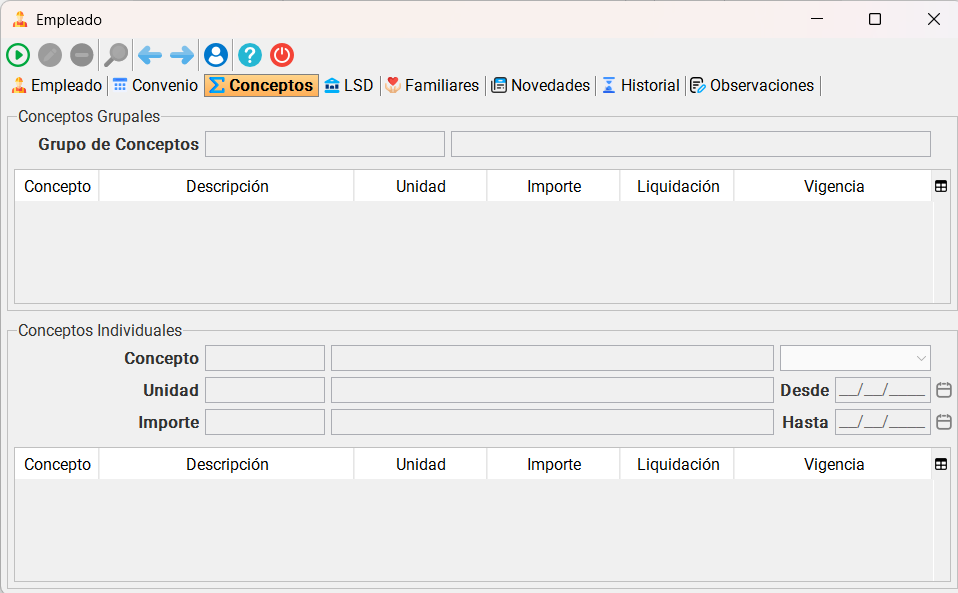 Empleado
Empleado Convenio Conceptos LSD Familiares Novedades Historial Observaciones
Conceptos Grupales
Grupo de Conceptos
Concepto Descripción Unidad Importe Liquidación Vigencia
Conceptos Individuales
Concepto
Unidad Desde __/__/____
Importe Hasta __/__/____
Concepto Descripción Unidad Importe Liquidación Vigencia